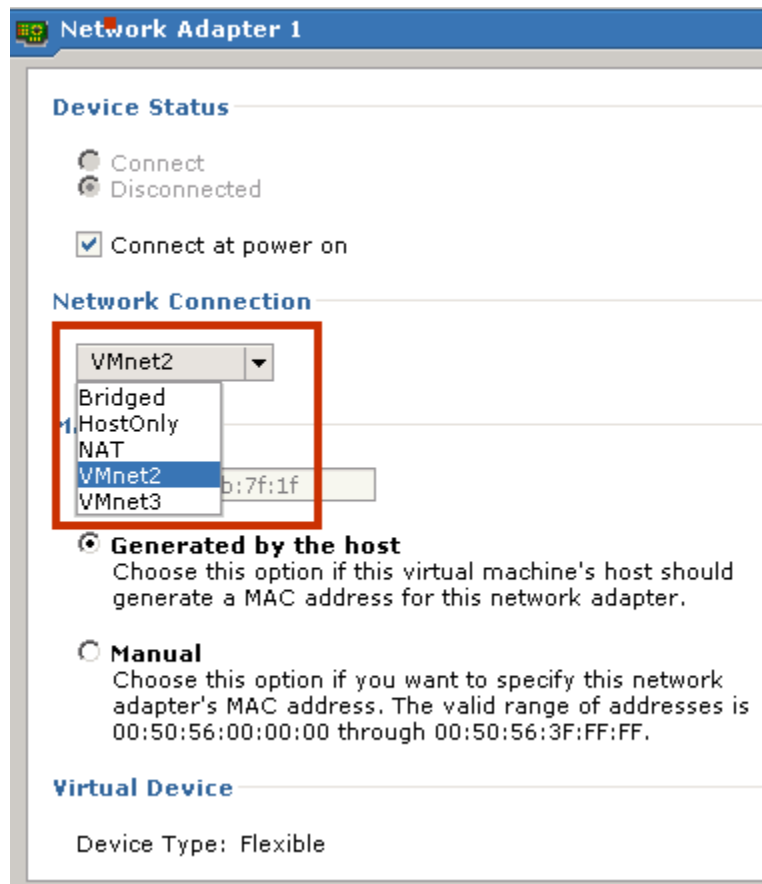 Network Adapter 1
Device Status
Connect
Disconnected
Connect at power on
Network Connection
VMnet2
Bridged
HostOnly
NAT
VMnet2
VMnet3
b:7f:1f
Generated by the host
Choose this option if this virtual machine's host should
generate a MAC address for this network adapter.
Manual
Choose this option if you want to specify this network
adapter's MAC address. The valid range of addresses is
00:50:56:00:00:00 through 00:50:56:3F:FF:FF.
Virtual Device
Device Type: Flexible